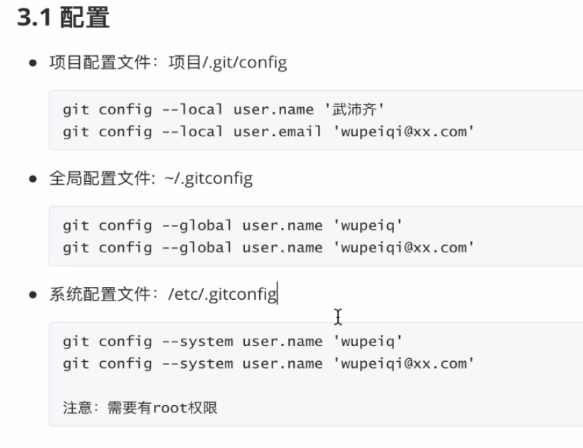 3.1 配置
项目配置文件：项目/.git/config
git config --local user.name '武沛齐'
git config --local user.email 'wupeiqi@xx.com'
全局配置文件: ~/.gitconfig
git config --global user.name 'wupeiq'
git config --global user.name 'wupeiqi@xx.com'
系统配置文件：/etc/.gitconfig
git config --system user.name 'wupeiq'
git config --system user.name 'wupeiqi@xx.com'
注意：需要有root权限